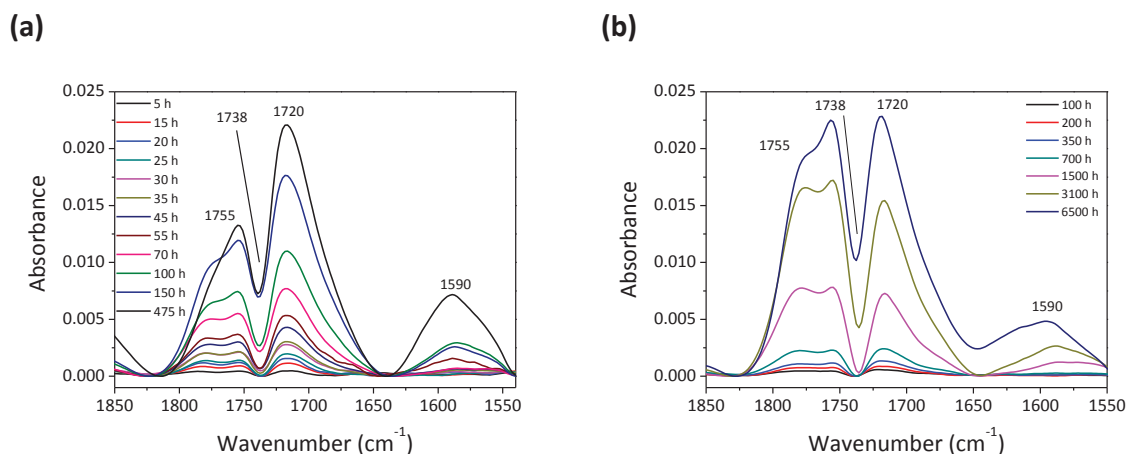 (a)
(b)
Absorbance
0.025
0.020
0.015
0.010
0.005
0.000
5 h
15 h
20 h
25 h
30 h
35 h
45 h
55 h
70 h
100 h
150 h
475 h
1755
1738
1720
1590
1850 1800 1750 1700 1650 1600 1550
Wavenumber (cm⁻¹)
Absorbance
0.025
0.020
0.015
0.010
0.005
0.000
1755
1738
1720
1590
100 h
200 h
350 h
700 h
1500 h
3100 h
6500 h
1850 1800 1750 1700 1650 1600 1550
Wavenumber (cm⁻¹)